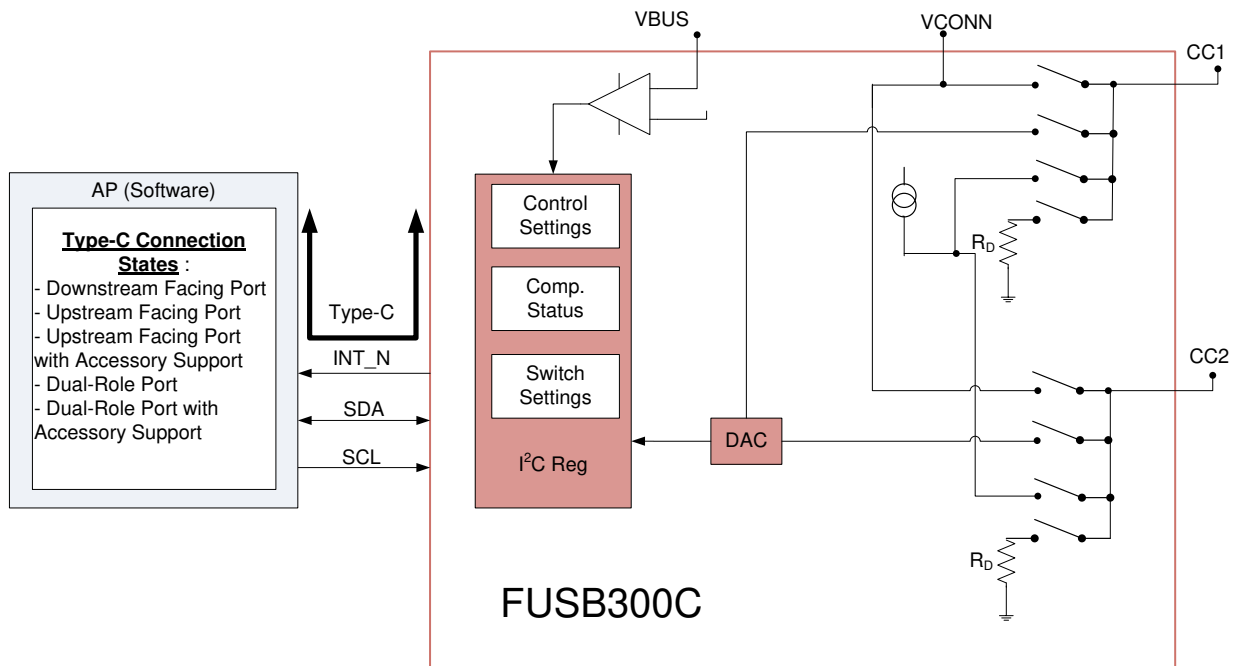 VBUS
VCONN
CC1
AP (Software)
Type-C Connection
States :
- Downstream Facing Port
- Upstream Facing Port
- Upstream Facing Port
with Accessory Support
- Dual-Role Port
- Dual-Role Port with
Accessory Support
Type-C
INT_N
SDA
SCL
Control
Settings
Comp.
Status
Switch
Settings
I²C Reg
DAC
R_D
CC2
R_D
FUSB300C